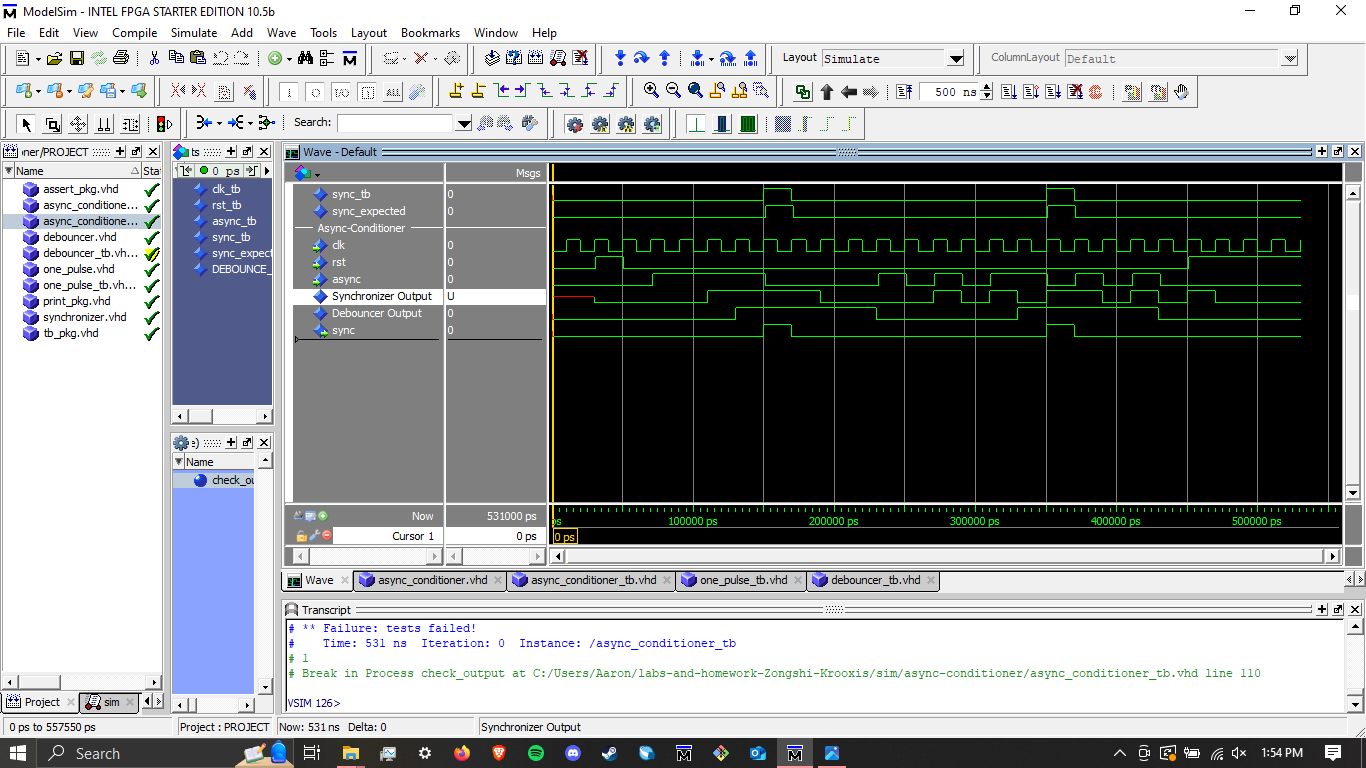 ModelSim - INTEL FPGA STARTER EDITION 10.5b
File Edit View Compile Simulate Add Wave Tools Layout Bookmarks Window Help
Layout Simulate
ColumnLayout Default
500 ns
Search:
oner/PROJECT
Name
Stat
assert_pkg.vhd
async_conditione...
async_conditione...
debouncer.vhd
debouncer_tb.vh...
one_pulse.vhd
one_pulse_tb.vh...
print_pkg.vhd
synchronizer.vhd
tb_pkg.vhd
Project
sim
ts
0 ps
clk_tb
rst_tb
async_tb
sync_tb
sync_expect
DEBOUNCE_
Name
check_ou
Wave - Default
Msgs
sync_tb 0
sync_expected 0
Async-Conditioner
clk 0
rst 0
async 0
Synchronizer Output U
Debouncer Output 0
sync 0
Now 531000 ps
ps 100000 ps 200000 ps 300000 ps 400000 ps 500000 ps
Cursor 1 0 ps
0 ps
Wave async_conditioner.vhd async_conditioner_tb.vhd one_pulse_tb.vhd debouncer_tb.vhd
Transcript
# ** Failure: tests failed!
# Time: 531 ns Iteration: 0 Instance: /async_conditioner_tb
# 1
# Break in Process check_output at C:/Users/Aaron/labs-and-homework-Zongshi-Krooxis/sim/async-conditioner/async_conditioner_tb.vhd line 110
VSIM 126>
0 ps to 557550 ps Project : PROJECT Now: 531 ns Delta: 0 Synchronizer Output
Search
1:54 PM